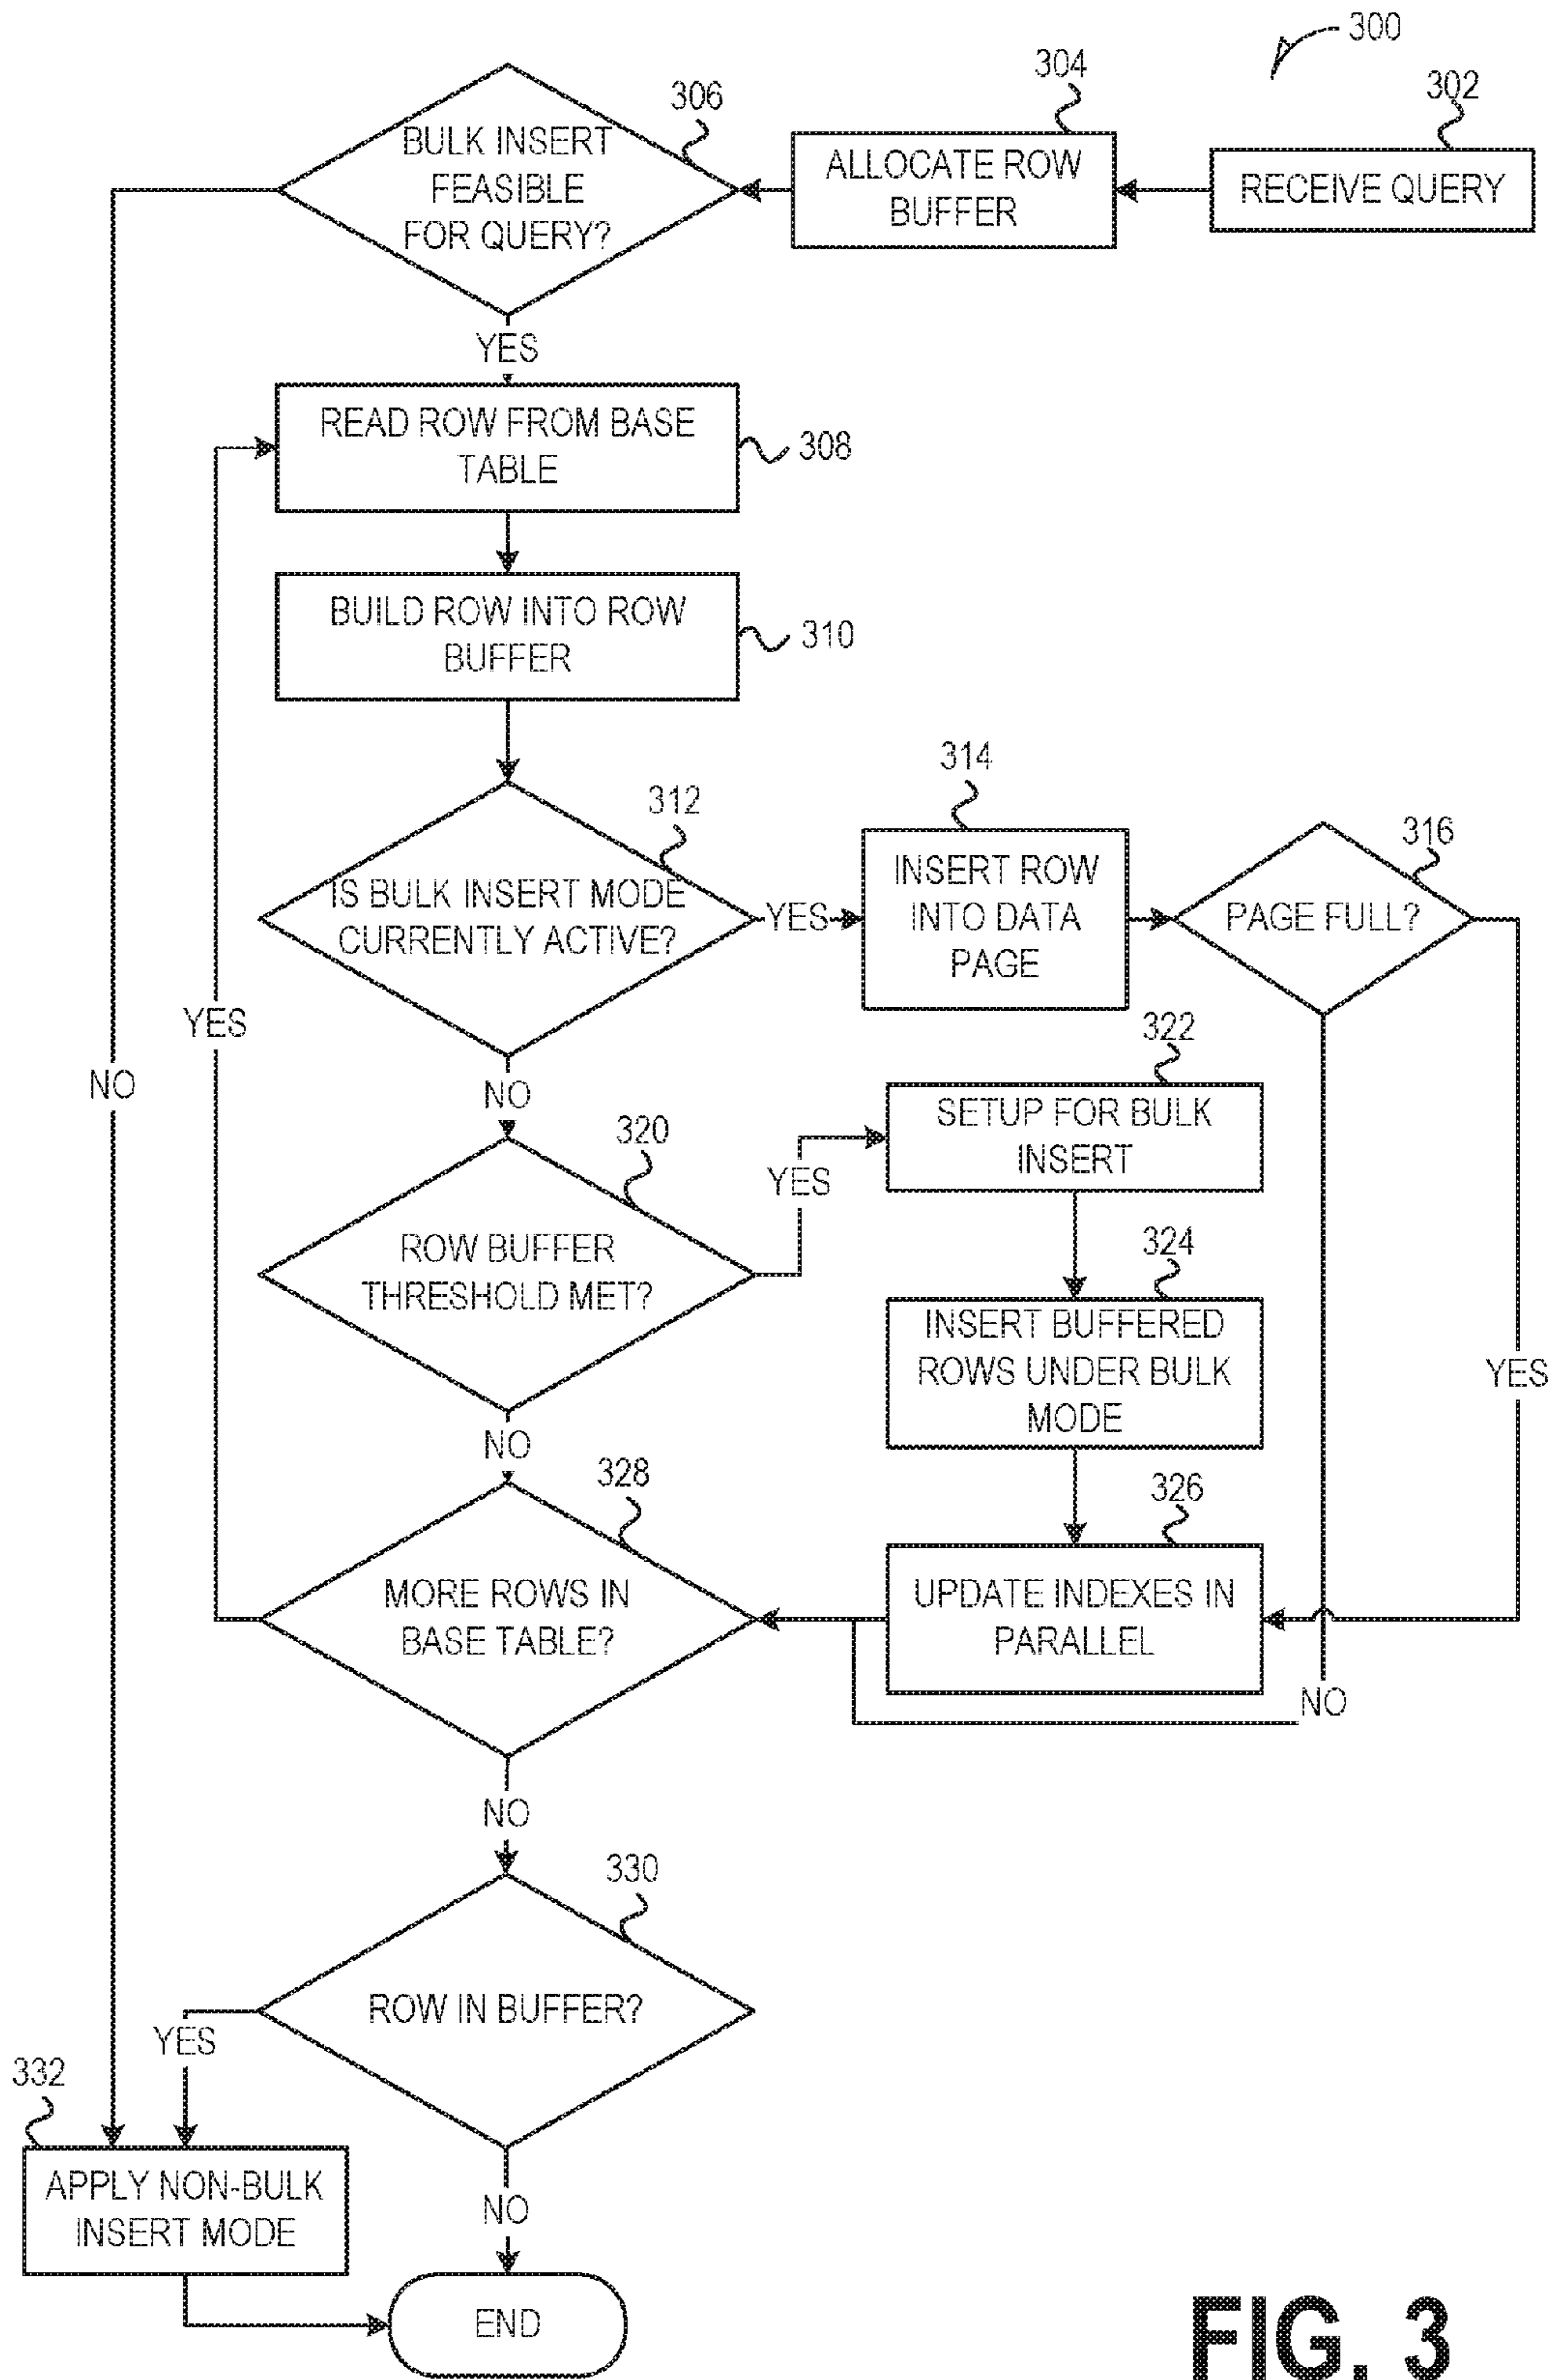 300
304
302
306
BULK INSERT
FEASIBLE
FOR QUERY?
ALLOCATE ROW
BUFFER
RECEIVE QUERY
YES
READ ROW FROM BASE
TABLE
308
BUILD ROW INTO ROW
BUFFER
310
312
314
316
IS BULK INSERT MODE
CURRENTLY ACTIVE?
YES
INSERT ROW
INTO DATA
PAGE
PAGE FULL?
YES
NO
NO
322
SETUP FOR BULK
INSERT
320
YES
ROW BUFFER
THRESHOLD MET?
324
INSERT BUFFERED
ROWS UNDER BULK
MODE
YES
NO
328
326
MORE ROWS IN
BASE TABLE?
UPDATE INDEXES IN
PARALLEL
NO
NO
330
ROW IN BUFFER?
YES
332
APPLY NON-BULK
INSERT MODE
NO
END
FIG. 3